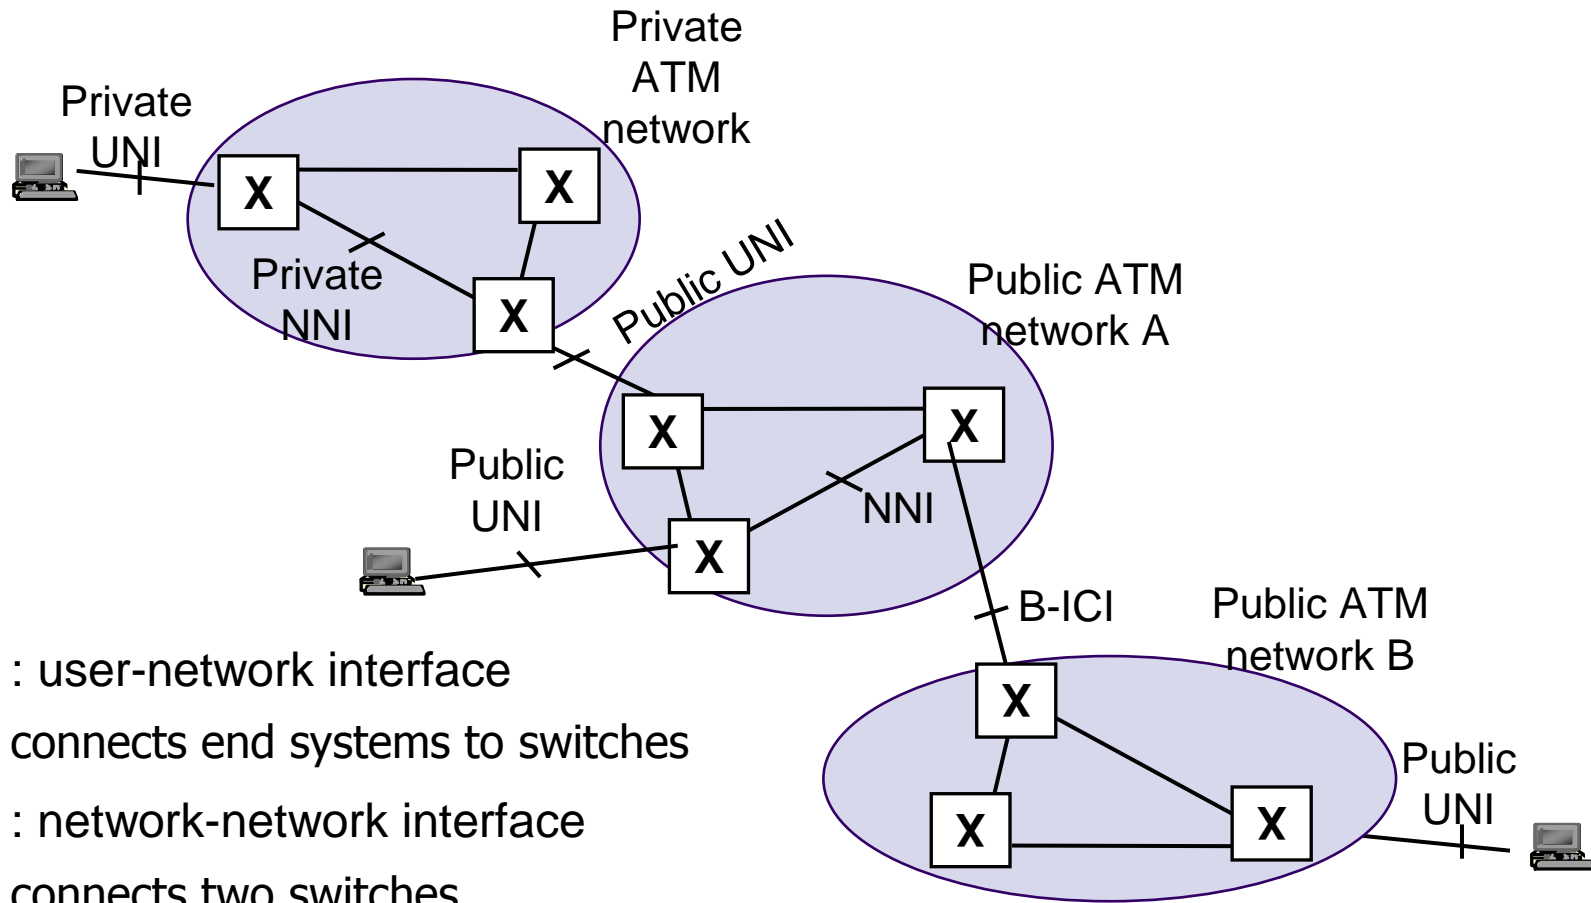 Private
ATM
network
Private
UNI
X
X
Private
NNI
X
Public UNI
Public ATM
network A
X
X
Public
UNI
NNI
X
B-ICI
Public ATM
network B
: user-network interface
connects end systems to switches
: network-network interface
connects two switches
X
X
X
Public
UNI